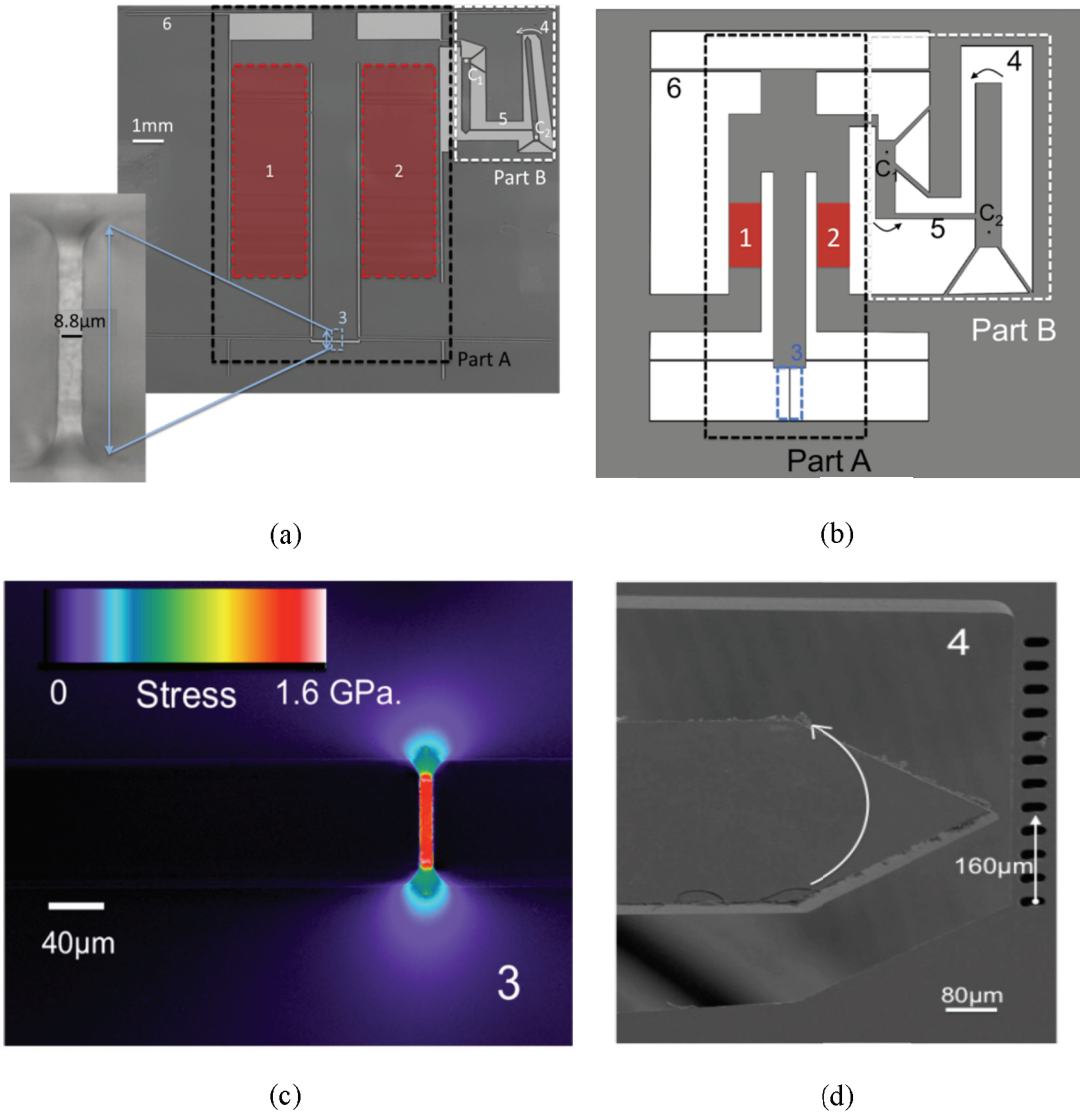 6
4
C1
1mm
5
C2
1
2
Part B
8.8µm
3
Part A
(a)
6
4
C1
C2
1
2
5
Part B
3
Part A
(b)
0 Stress 1.6 GPa.
40µm
3
(c)
4
160µm
80µm
(d)